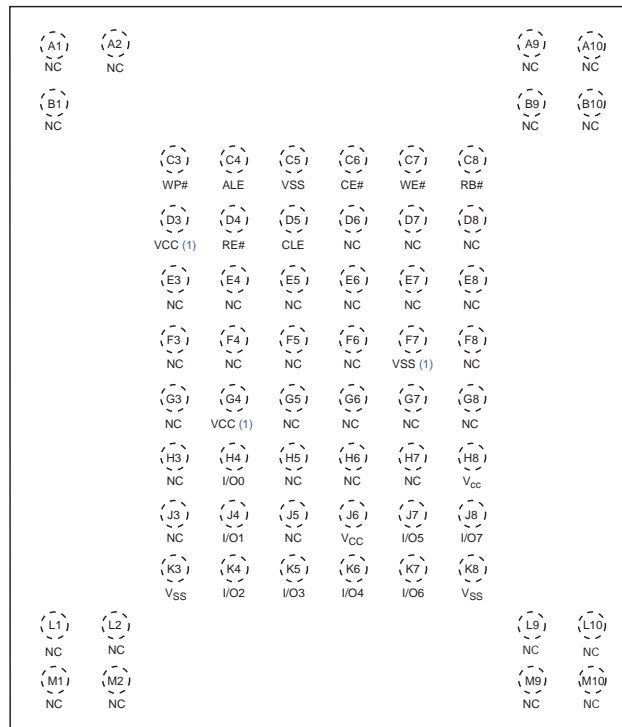 A1 A2 A9 A10
NC NC NC NC
B1 B9 B10
NC NC NC
C3 C4 C5 C6 C7 C8
WP# ALE VSS CE# WE# RB#
D3 D4 D5 D6 D7 D8
VCC (1) RE# CLE NC NC NC
E3 E4 E5 E6 E7 E8
NC NC NC NC NC NC
F3 F4 F5 F6 F7 F8
NC NC NC NC VSS (1) NC
G3 G4 G5 G6 G7 G8
NC VCC (1) NC NC NC NC
H3 H4 H5 H6 H7 H8
NC I/O0 NC NC NC Vcc
J3 J4 J5 J6 J7 J8
NC I/O1 NC VCC I/O5 I/O7
K3 K4 K5 K6 K7 K8
VSS I/O2 I/O3 I/O4 I/O6 VSS
L1 L2 L9 L10
NC NC NC NC
M1 M2 M9 M10
NC NC NC NC